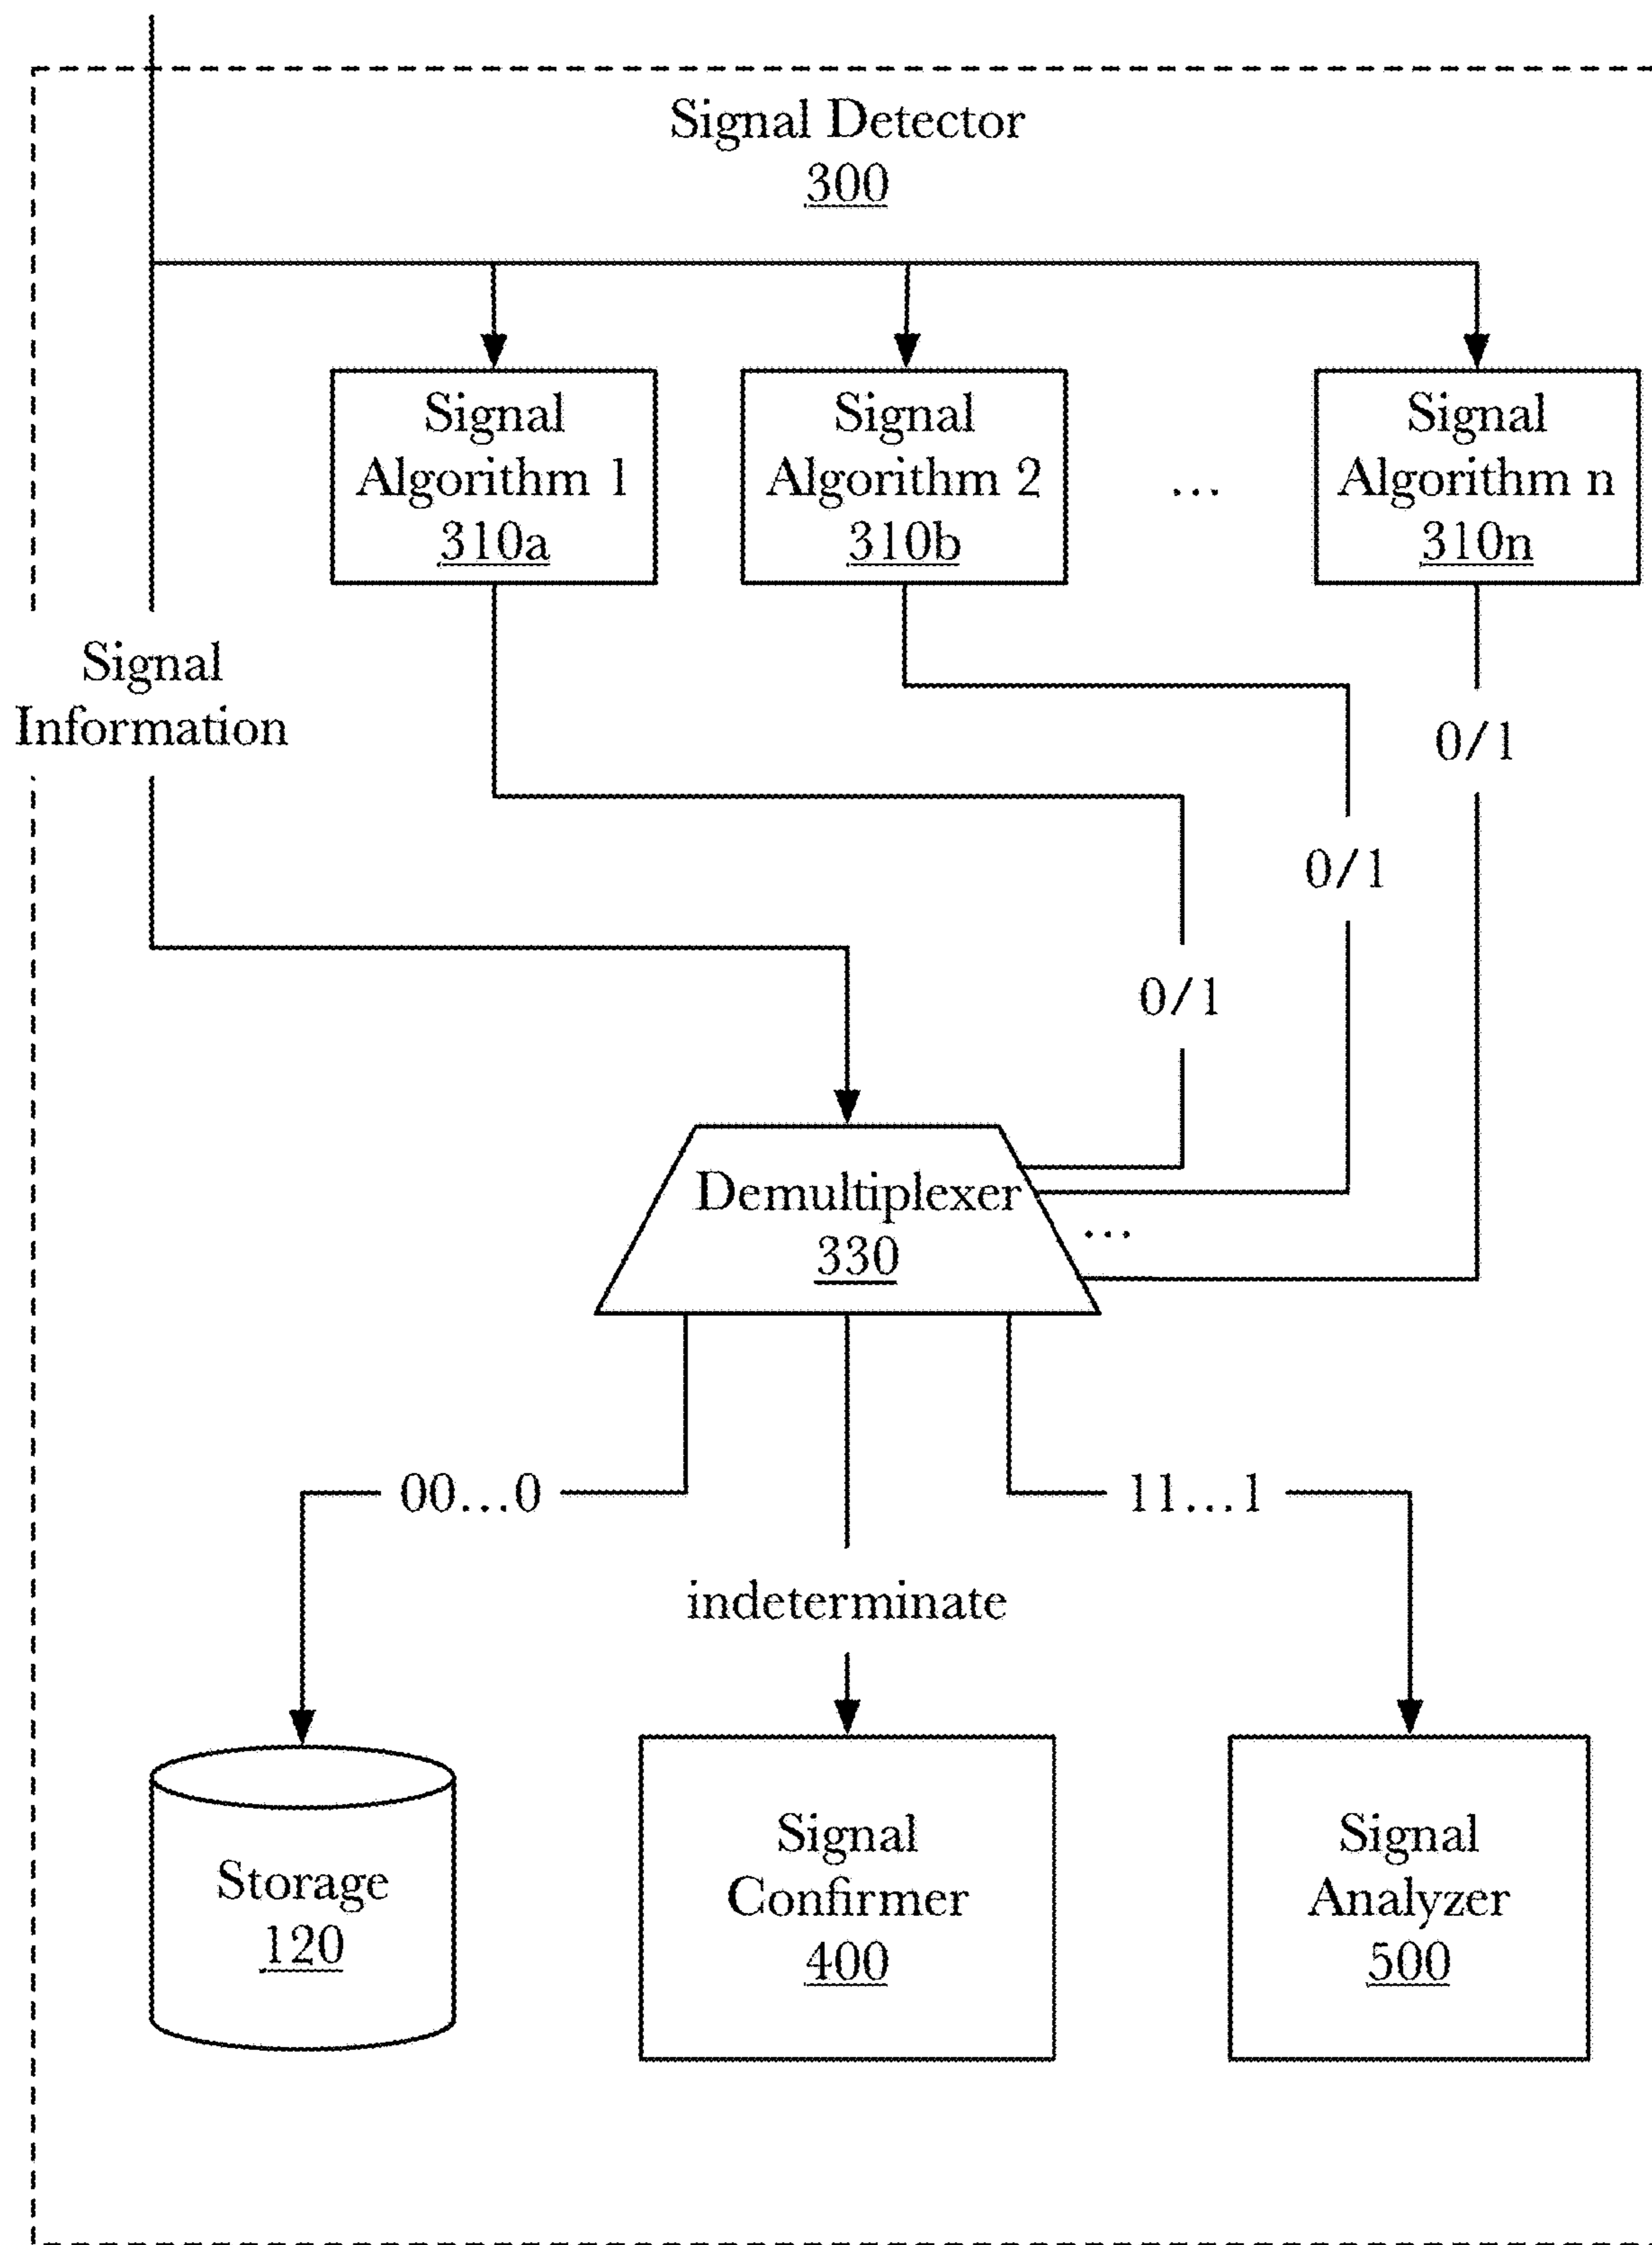 Signal Detector
300
Signal
Algorithm 1
310a
Signal
Algorithm 2
310b
...
Signal
Algorithm n
310n
Signal
Information
0/1
0/1
0/1
Demultiplexer
330
...
00...0
11...1
indeterminate
Storage
120
Signal
Confirmer
400
Signal
Analyzer
500